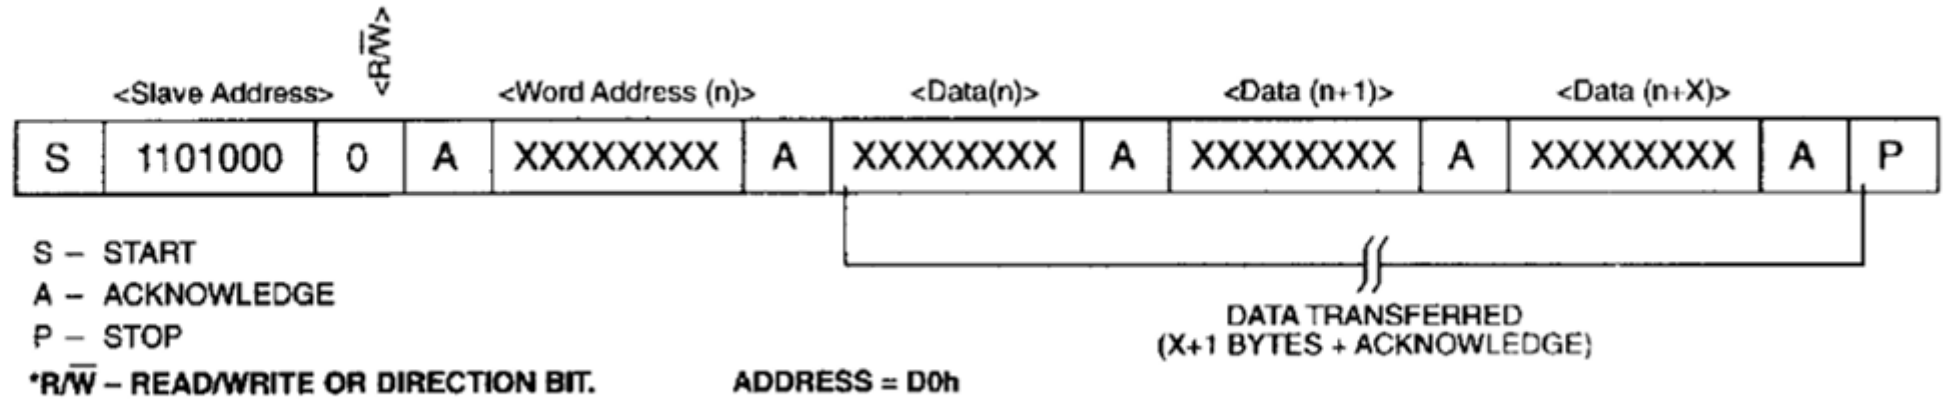 <R/W̅>
<Slave Address> <Word Address (n)> <Data(n)> <Data (n+1)> <Data (n+X)>
S 1101000 0 A XXXXXXXX A XXXXXXXX A XXXXXXXX A XXXXXXXX A P
S – START
A – ACKNOWLEDGE
P – STOP
DATA TRANSFERRED
(X+1 BYTES + ACKNOWLEDGE)
*R/W̅ – READ/WRITE OR DIRECTION BIT. ADDRESS = D0h